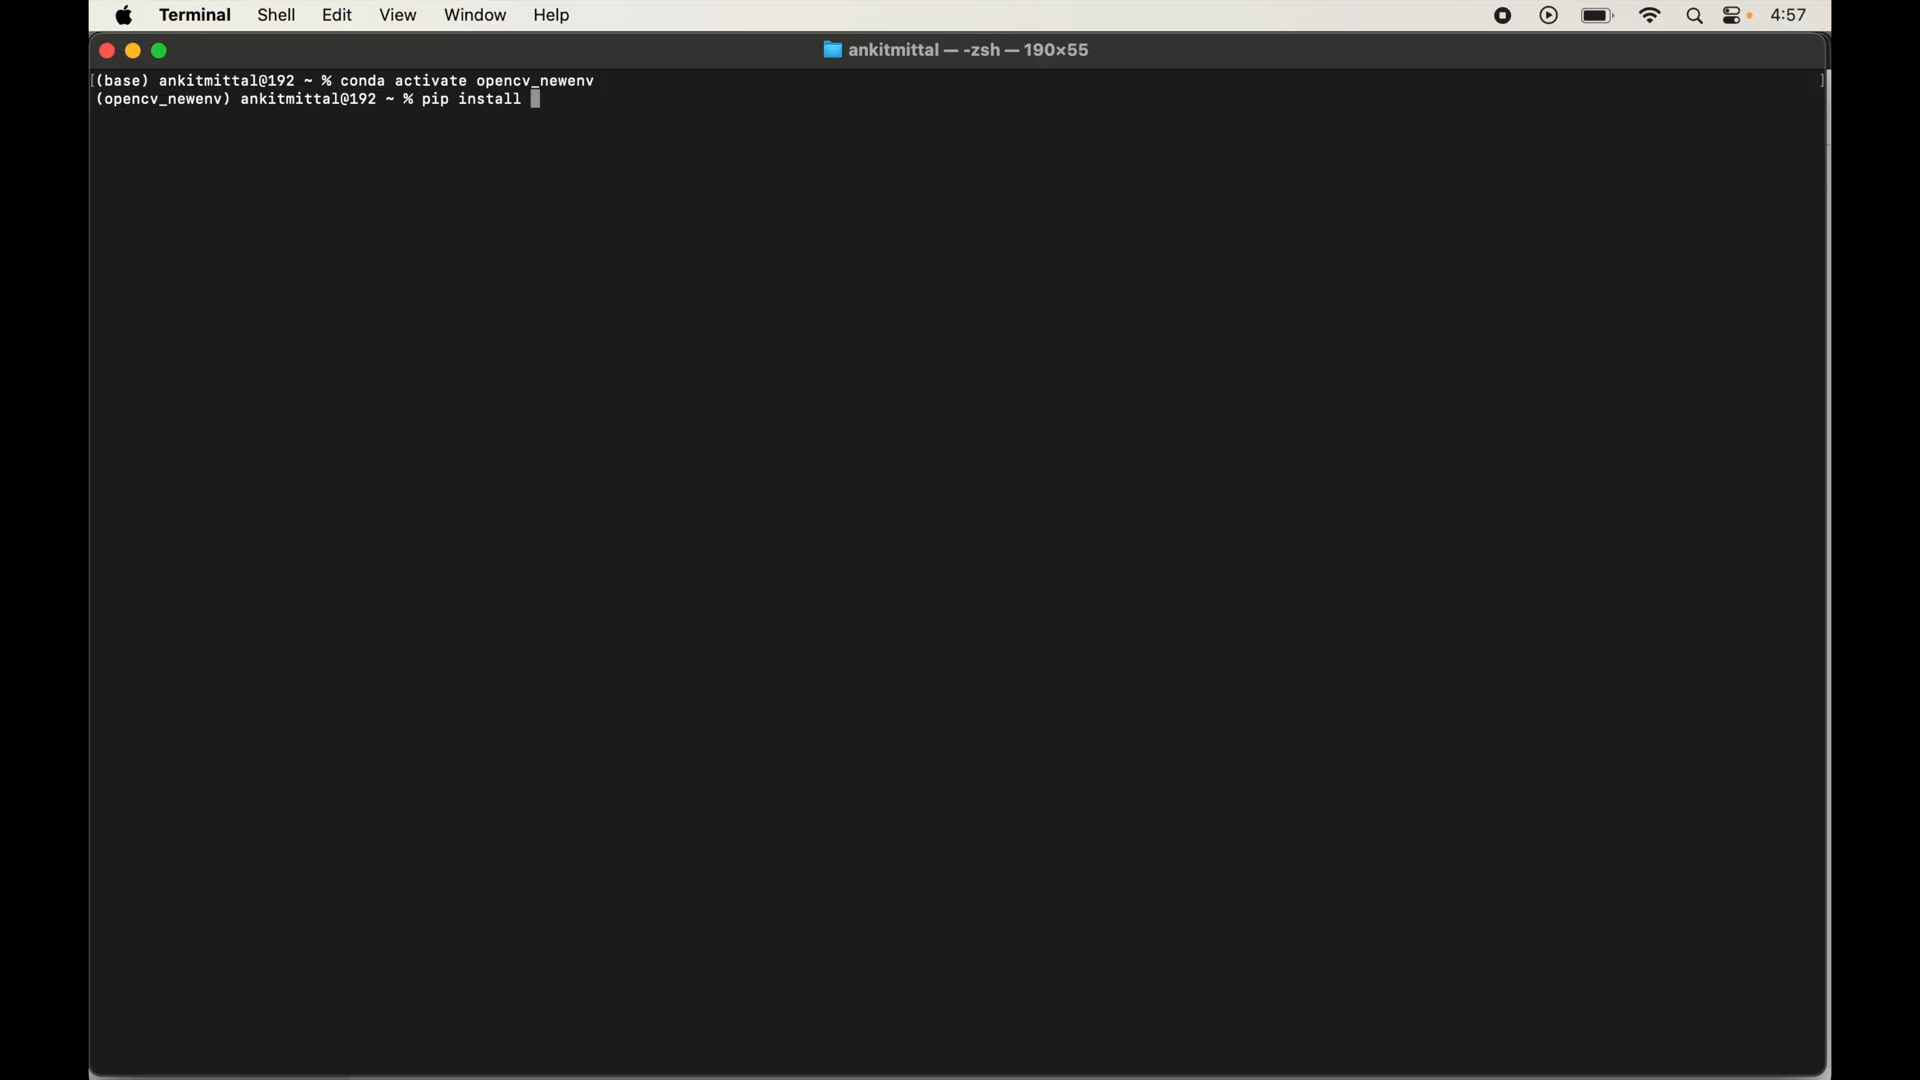 Terminal Shell Edit View Window Help 4:57
ankitmittal — -zsh — 190×55
[(base) ankitmittal@192 ~ % conda activate opencv_newenv ]
(opencv_newenv) ankitmittal@192 ~ % pip install